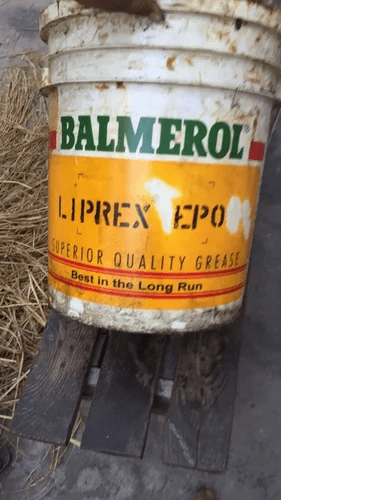 BALMEROL
LIPREX EPO
SUPERIOR QUALITY GREASE
Best in the Long Run